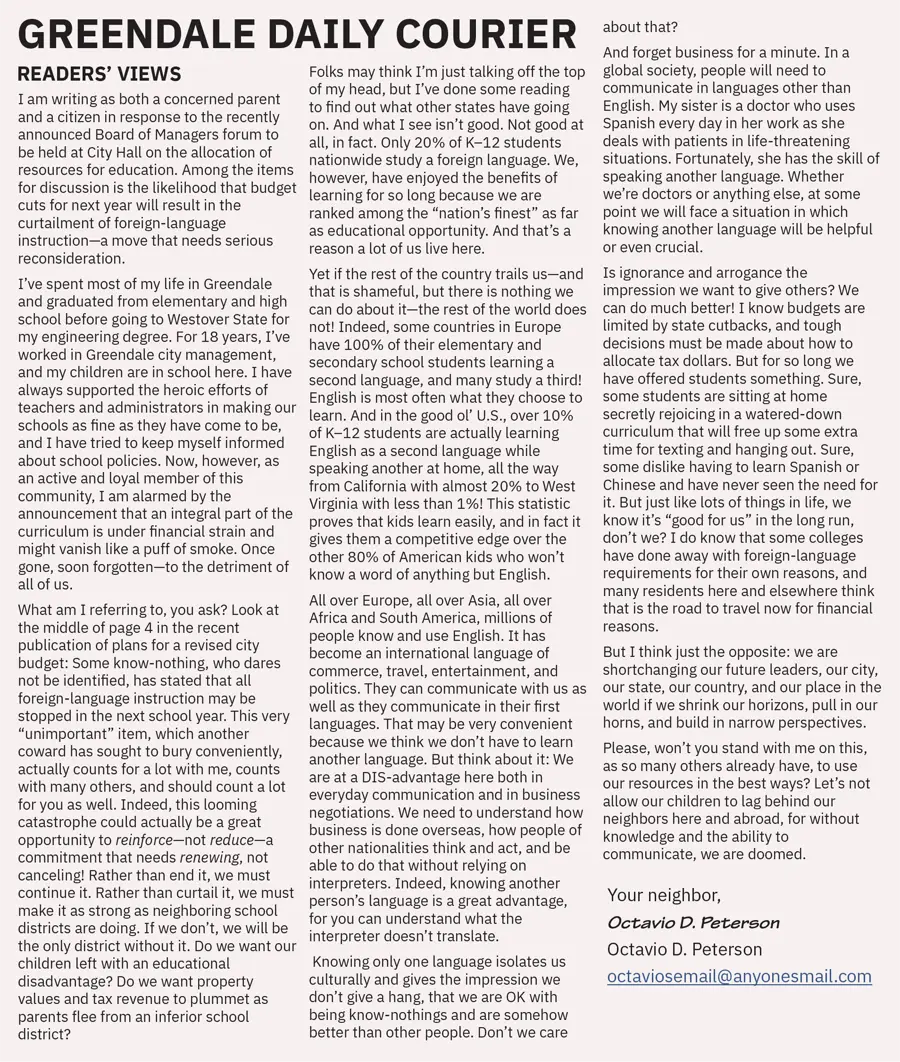 GREENDALE DAILY COURIER
READERS’ VIEWS
I am writing as both a concerned parent
and a citizen in response to the recently
announced Board of Managers forum to
be held at City Hall on the allocation of
resources for education. Among the items
for discussion is the likelihood that budget
cuts for next year will result in the
curtailment of foreign-language
instruction—a move that needs serious
reconsideration.
I’ve spent most of my life in Greendale
and graduated from elementary and high
school before going to Westover State for
my engineering degree. For 18 years, I’ve
worked in Greendale city management,
and my children are in school here. I have
always supported the heroic efforts of
teachers and administrators in making our
schools as fine as they have come to be,
and I have tried to keep myself informed
about school policies. Now, however, as
an active and loyal member of this
community, I am alarmed by the
announcement that an integral part of the
curriculum is under financial strain and
might vanish like a puff of smoke. Once
gone, soon forgotten—to the detriment of
all of us.
What am I referring to, you ask? Look at
the middle of page 4 in the recent
publication of plans for a revised city
budget: Some know-nothing, who dares
not be identified, has stated that all
foreign-language instruction may be
stopped in the next school year. This very
“unimportant” item, which another
coward has sought to bury conveniently,
actually counts for a lot with me, counts
with many others, and should count a lot
for you as well. Indeed, this looming
catastrophe could actually be a great
opportunity to reinforce—not reduce—a
commitment that needs renewing, not
canceling! Rather than end it, we must
continue it. Rather than curtail it, we must
make it as strong as neighboring school
districts are doing. If we don’t, we will be
the only district without it. Do we want our
children left with an educational
disadvantage? Do we want property
values and tax revenue to plummet as
parents flee from an inferior school
district?
Folks may think I’m just talking off the top
of my head, but I’ve done some reading
to find out what other states have going
on. And what I see isn’t good. Not good at
all, in fact. Only 20% of K–12 students
nationwide study a foreign language. We,
however, have enjoyed the benefits of
learning for so long because we are
ranked among the “nation’s finest” as far
as educational opportunity. And that’s a
reason a lot of us live here.
Yet if the rest of the country trails us—and
that is shameful, but there is nothing we
can do about it—the rest of the world does
not! Indeed, some countries in Europe
have 100% of their elementary and
secondary school students learning a
second language, and many study a third!
English is most often what they choose to
learn. And in the good ol’ U.S., over 10%
of K–12 students are actually learning
English as a second language while
speaking another at home, all the way
from California with almost 20% to West
Virginia with less than 1%! This statistic
proves that kids learn easily, and in fact it
gives them a competitive edge over the
other 80% of American kids who won’t
know a word of anything but English.
All over Europe, all over Asia, all over
Africa and South America, millions of
people know and use English. It has
become an international language of
commerce, travel, entertainment, and
politics. They can communicate with us as
well as they communicate in their first
languages. That may be very convenient
because we think we don’t have to learn
another language. But think about it: We
are at a DIS-advantage here both in
everyday communication and in business
negotiations. We need to understand how
business is done overseas, how people of
other nationalities think and act, and be
able to do that without relying on
interpreters. Indeed, knowing another
person’s language is a great advantage,
for you can understand what the
interpreter doesn’t translate.
Knowing only one language isolates us
culturally and gives the impression we
don’t give a hang, that we are OK with
being know-nothings and are somehow
better than other people. Don’t we care
about that?
And forget business for a minute. In a
global society, people will need to
communicate in languages other than
English. My sister is a doctor who uses
Spanish every day in her work as she
deals with patients in life-threatening
situations. Fortunately, she has the skill of
speaking another language. Whether
we’re doctors or anything else, at some
point we will face a situation in which
knowing another language will be helpful
or even crucial.
Is ignorance and arrogance the
impression we want to give others? We
can do much better! I know budgets are
limited by state cutbacks, and tough
decisions must be made about how to
allocate tax dollars. But for so long we
have offered students something. Sure,
some students are sitting at home
secretly rejoicing in a watered-down
curriculum that will free up some extra
time for texting and hanging out. Sure,
some dislike having to learn Spanish or
Chinese and have never seen the need for
it. But just like lots of things in life, we
know it’s “good for us” in the long run,
don’t we? I do know that some colleges
have done away with foreign-language
requirements for their own reasons, and
many residents here and elsewhere think
that is the road to travel now for financial
reasons.
But I think just the opposite: we are
shortchanging our future leaders, our city,
our state, our country, and our place in the
world if we shrink our horizons, pull in our
horns, and build in narrow perspectives.
Please, won’t you stand with me on this,
as so many others already have, to use
our resources in the best ways? Let’s not
allow our children to lag behind our
neighbors here and abroad, for without
knowledge and the ability to
communicate, we are doomed.
Your neighbor,
Octavio D. Peterson
Octavio D. Peterson
octaviosemail@anyonesmail.com